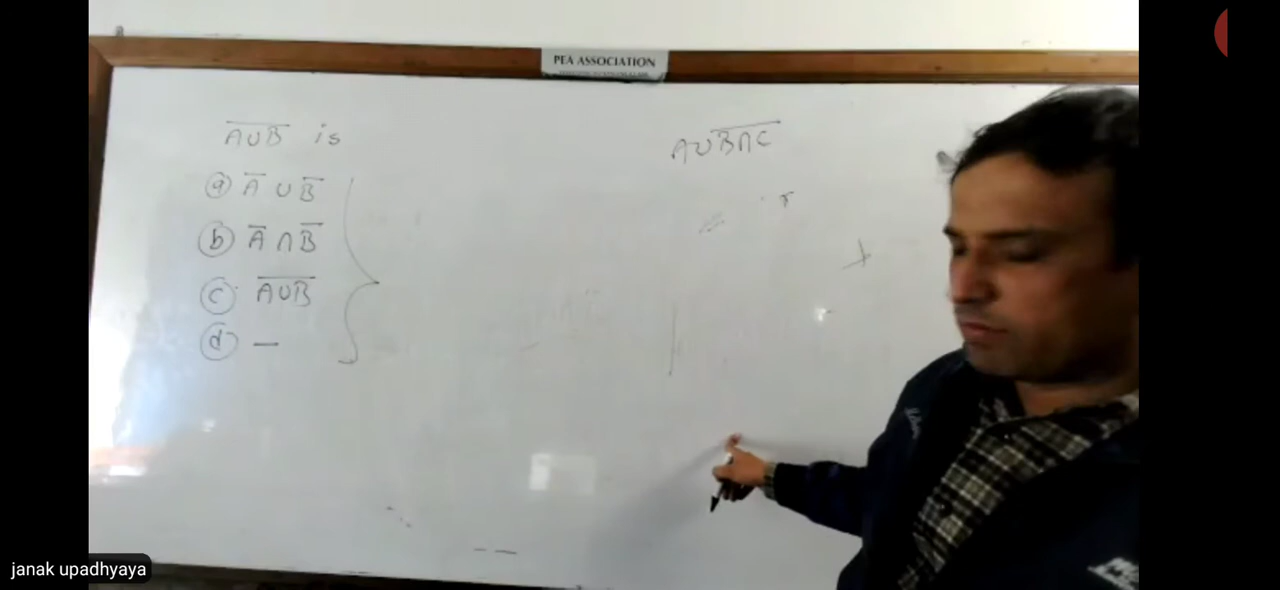 PEA ASSOCIATION
A̅U̅B̅ is
(a) A̅ ∪ B̅
(b) A̅ ∩ B̅
(c) A̅U̅B̅
(d) —
A∪B̅∩̅C̅
janak upadhyaya